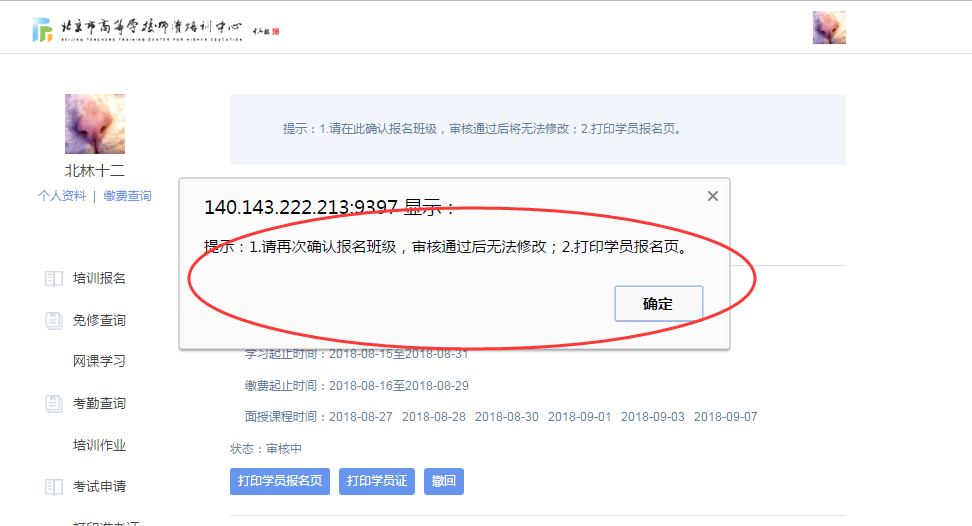 北京市高等学校师资培训中心
BEIJING TEACHERS TRAINING CENTER FOR HIGHER EDUCATION
北林十二
个人资料 | 缴费查询
培训报名
免修查询
网课学习
考勤查询
培训作业
考试申请
打印准考证
提示：1.请在此确认报名班级，审核通过后将无法修改；2.打印学员报名页。
140.143.222.213:9397 显示：
提示：1.请再次确认报名班级，审核通过后无法修改；2.打印学员报名页。
确定
学习起止时间：2018-08-15至2018-08-31
缴费起止时间：2018-08-16至2018-08-29
面授课程时间：2018-08-27 2018-08-28 2018-08-30 2018-09-01 2018-09-03 2018-09-07
状态：审核中
打印学员报名页 打印学员证 撤回